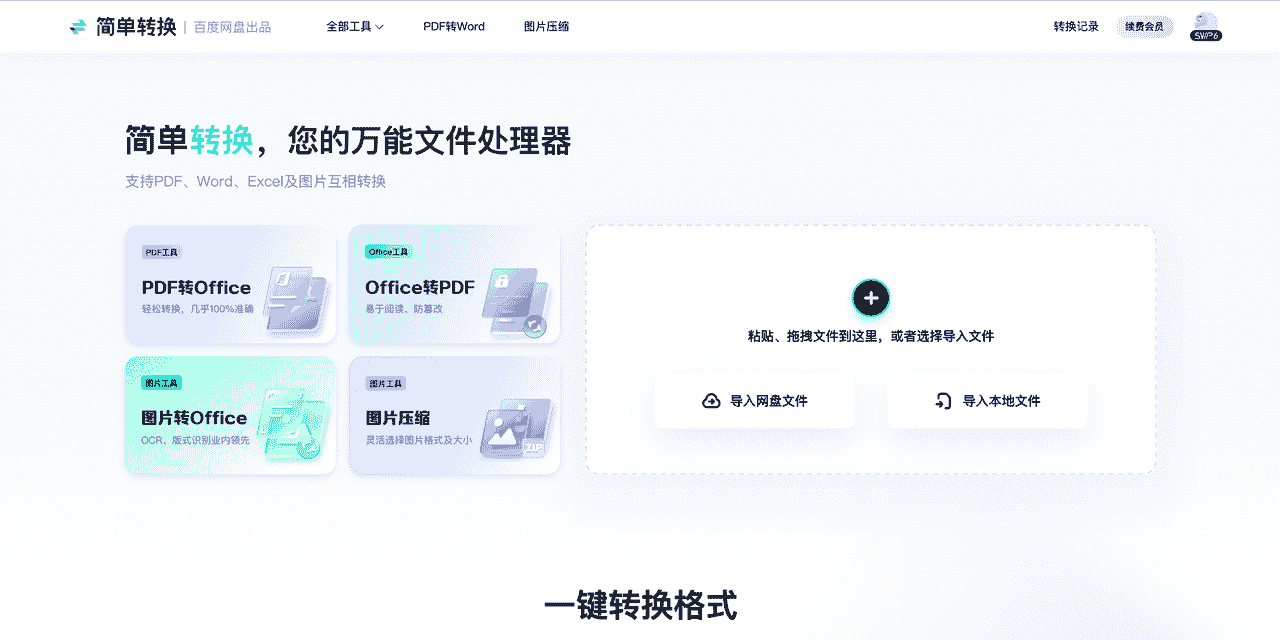 简单转换 | 百度网盘出品
全部工具
PDF转Word
图片压缩
转换记录
续费会员
SVIP6
简单转换，您的万能文件处理器
支持PDF、Word、Excel及图片互相转换
PDF工具
PDF转Office
轻松转换，几乎100%准确
Office工具
Office转PDF
易于阅读、防篡改
图片工具
图片转Office
OCR、版式识别业内领先
图片工具
图片压缩
灵活选择图片格式及大小
ZIP
粘贴、拖拽文件到这里，或者选择导入文件
导入网盘文件
导入本地文件
一键转换格式